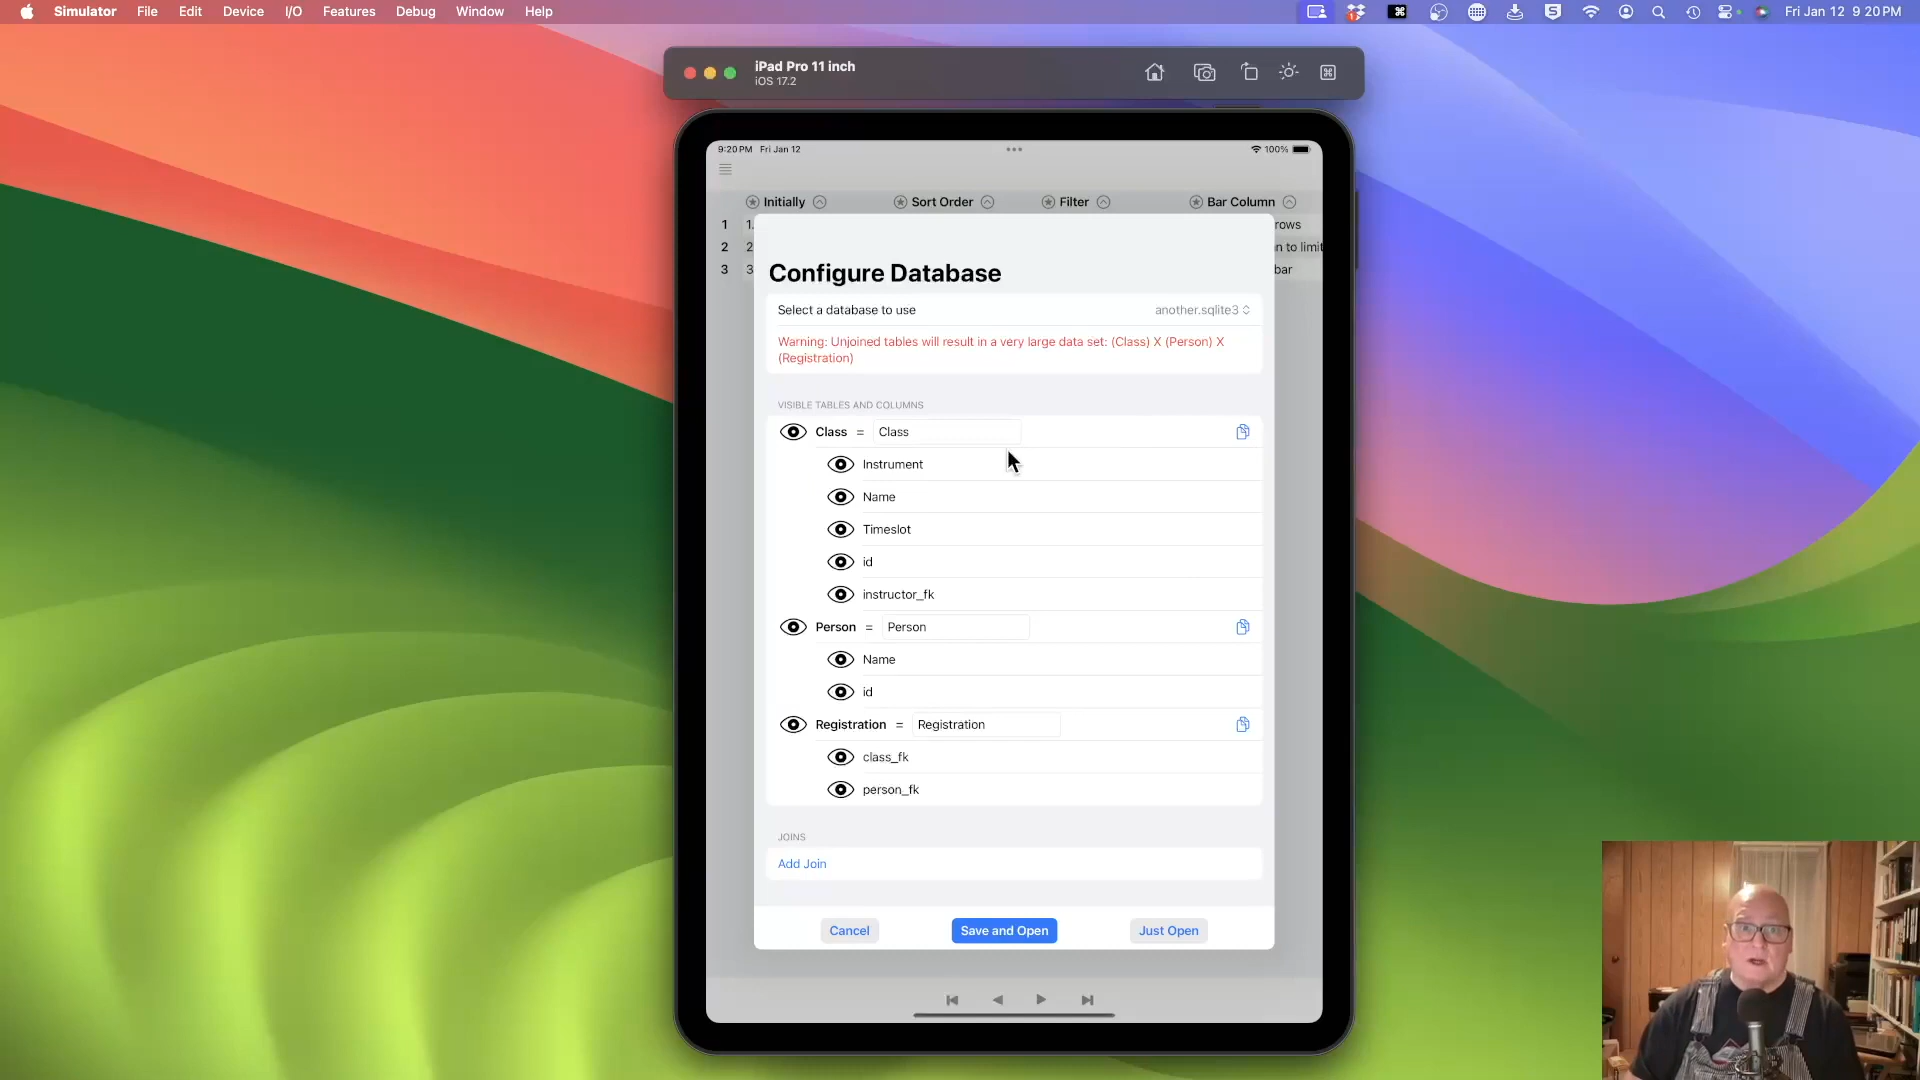 Simulator File Edit Device I/O Features Debug Window Help
Fri Jan 12 9 20 PM
iPad Pro 11 inch
iOS 17.2
9:20 PM Fri Jan 12
100%
Initially Sort Order Filter Bar Column
1 1. rows
2 2 n to limit
3 3 bar
Configure Database
Select a database to use another.sqlite3
Warning: Unjoined tables will result in a very large data set: (Class) X (Person) X
(Registration)
VISIBLE TABLES AND COLUMNS
Class = Class
Instrument
Name
Timeslot
id
instructor_fk
Person = Person
Name
id
Registration = Registration
class_fk
person_fk
JOINS
Add Join
Cancel Save and Open Just Open